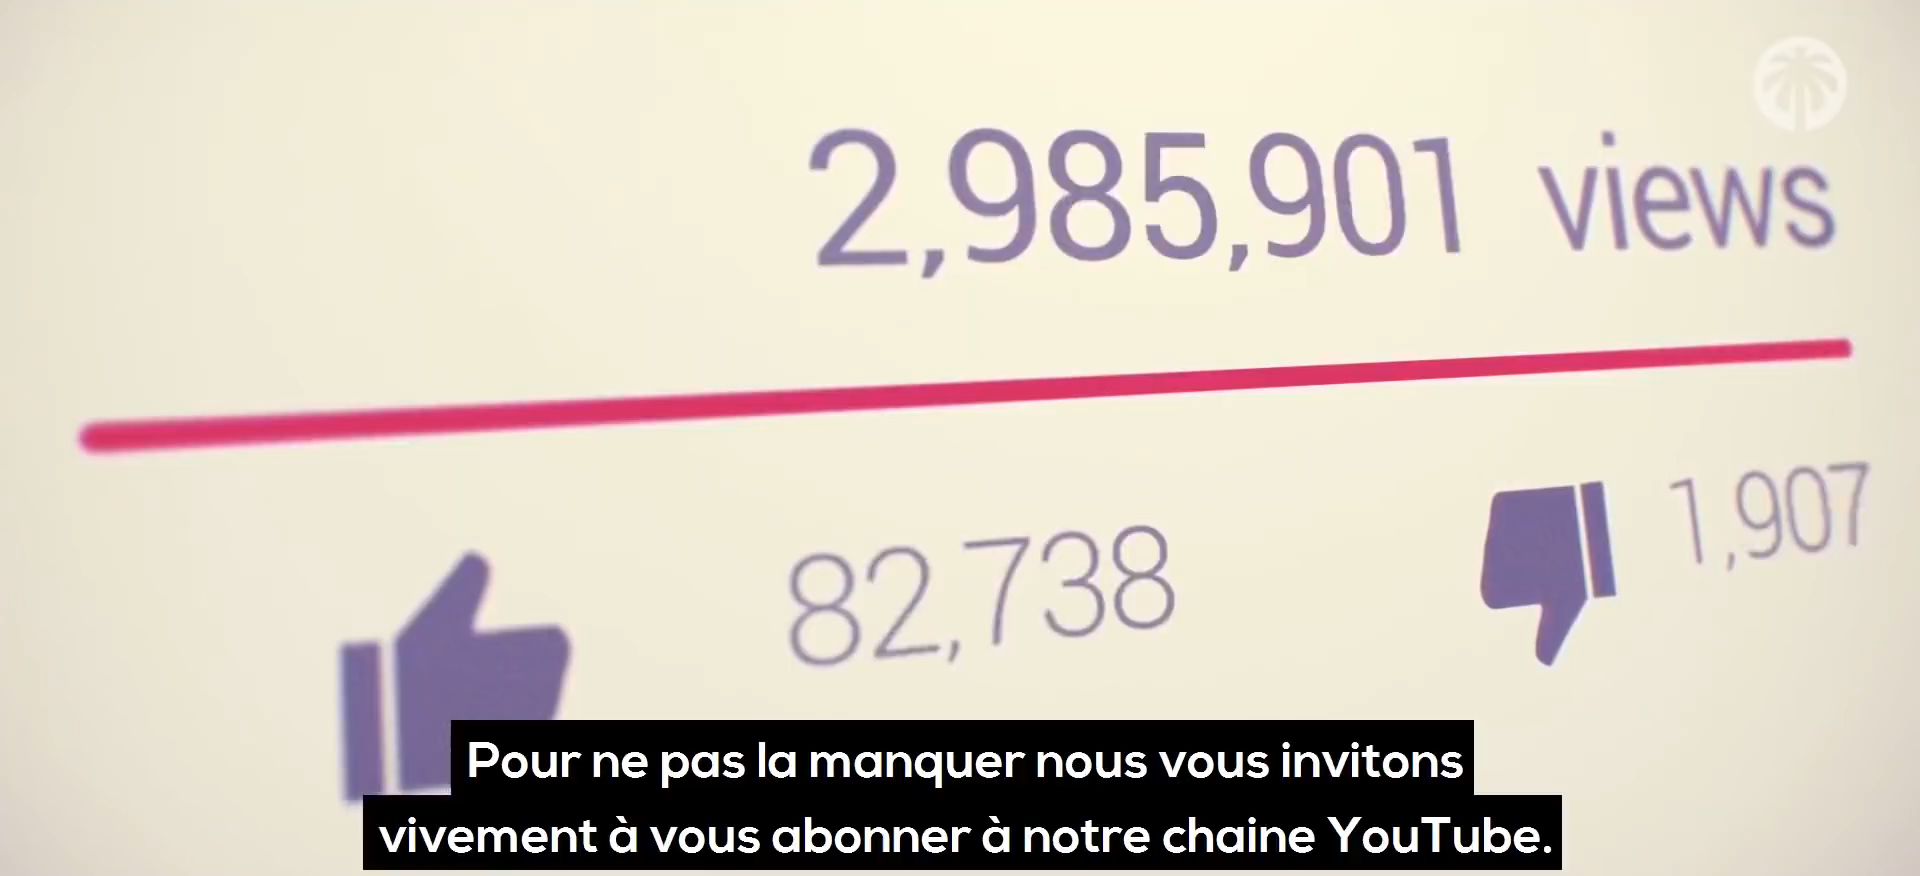 2,985,901 views
82,738
1,907
Pour ne pas la manquer nous vous invitons
vivement à vous abonner à notre chaine YouTube.